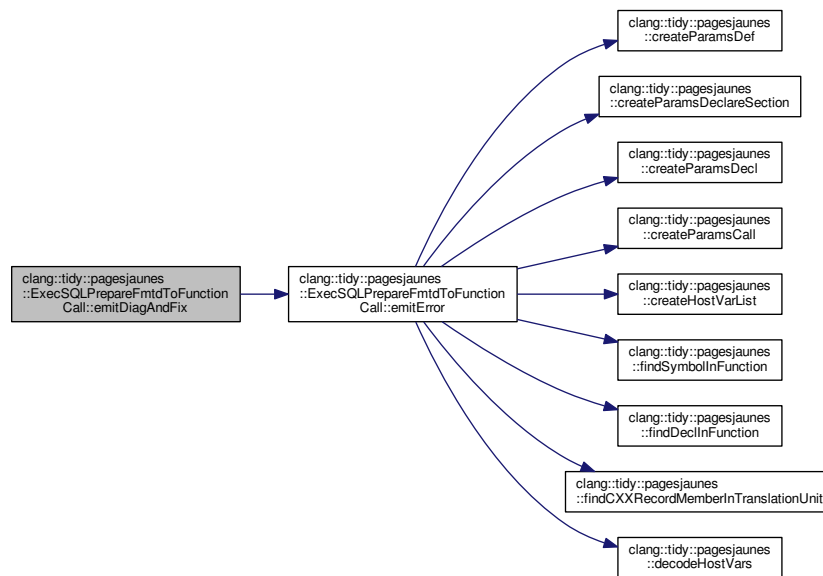 clang::tidy::pagesjaunes
::createParamsDef
clang::tidy::pagesjaunes
::createParamsDeclareSection
clang::tidy::pagesjaunes
::createParamsDecl
clang::tidy::pagesjaunes
::createParamsCall
clang::tidy::pagesjaunes
::ExecSQLPrepareFmtdToFunction
Call::emitDiagAndFix
clang::tidy::pagesjaunes
::ExecSQLPrepareFmtdToFunction
Call::emitError
clang::tidy::pagesjaunes
::createHostVarList
clang::tidy::pagesjaunes
::findSymbolInFunction
clang::tidy::pagesjaunes
::findDeclInFunction
clang::tidy::pagesjaunes
::findCXXRecordMemberInTranslationUnit
clang::tidy::pagesjaunes
::decodeHostVars